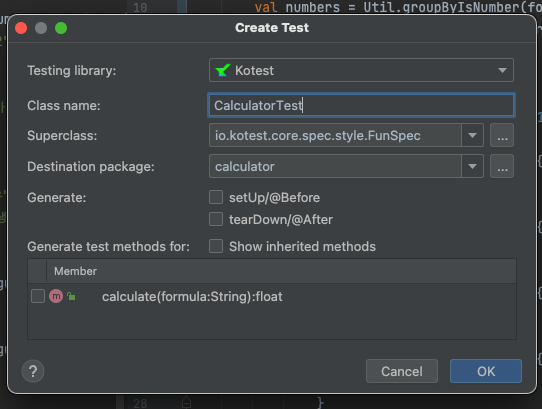 10 val numbers = Util.groupByIsNumber(fo
Create Test
Testing library: Kotest
Class name: CalculatorTest
Superclass: io.kotest.core.spec.style.FunSpec ...
Destination package: calculator ...
Generate: setUp/@Before
tearDown/@After
Generate test methods for: Show inherited methods
Member
m calculate(formula:String):float
? Cancel OK
28 }